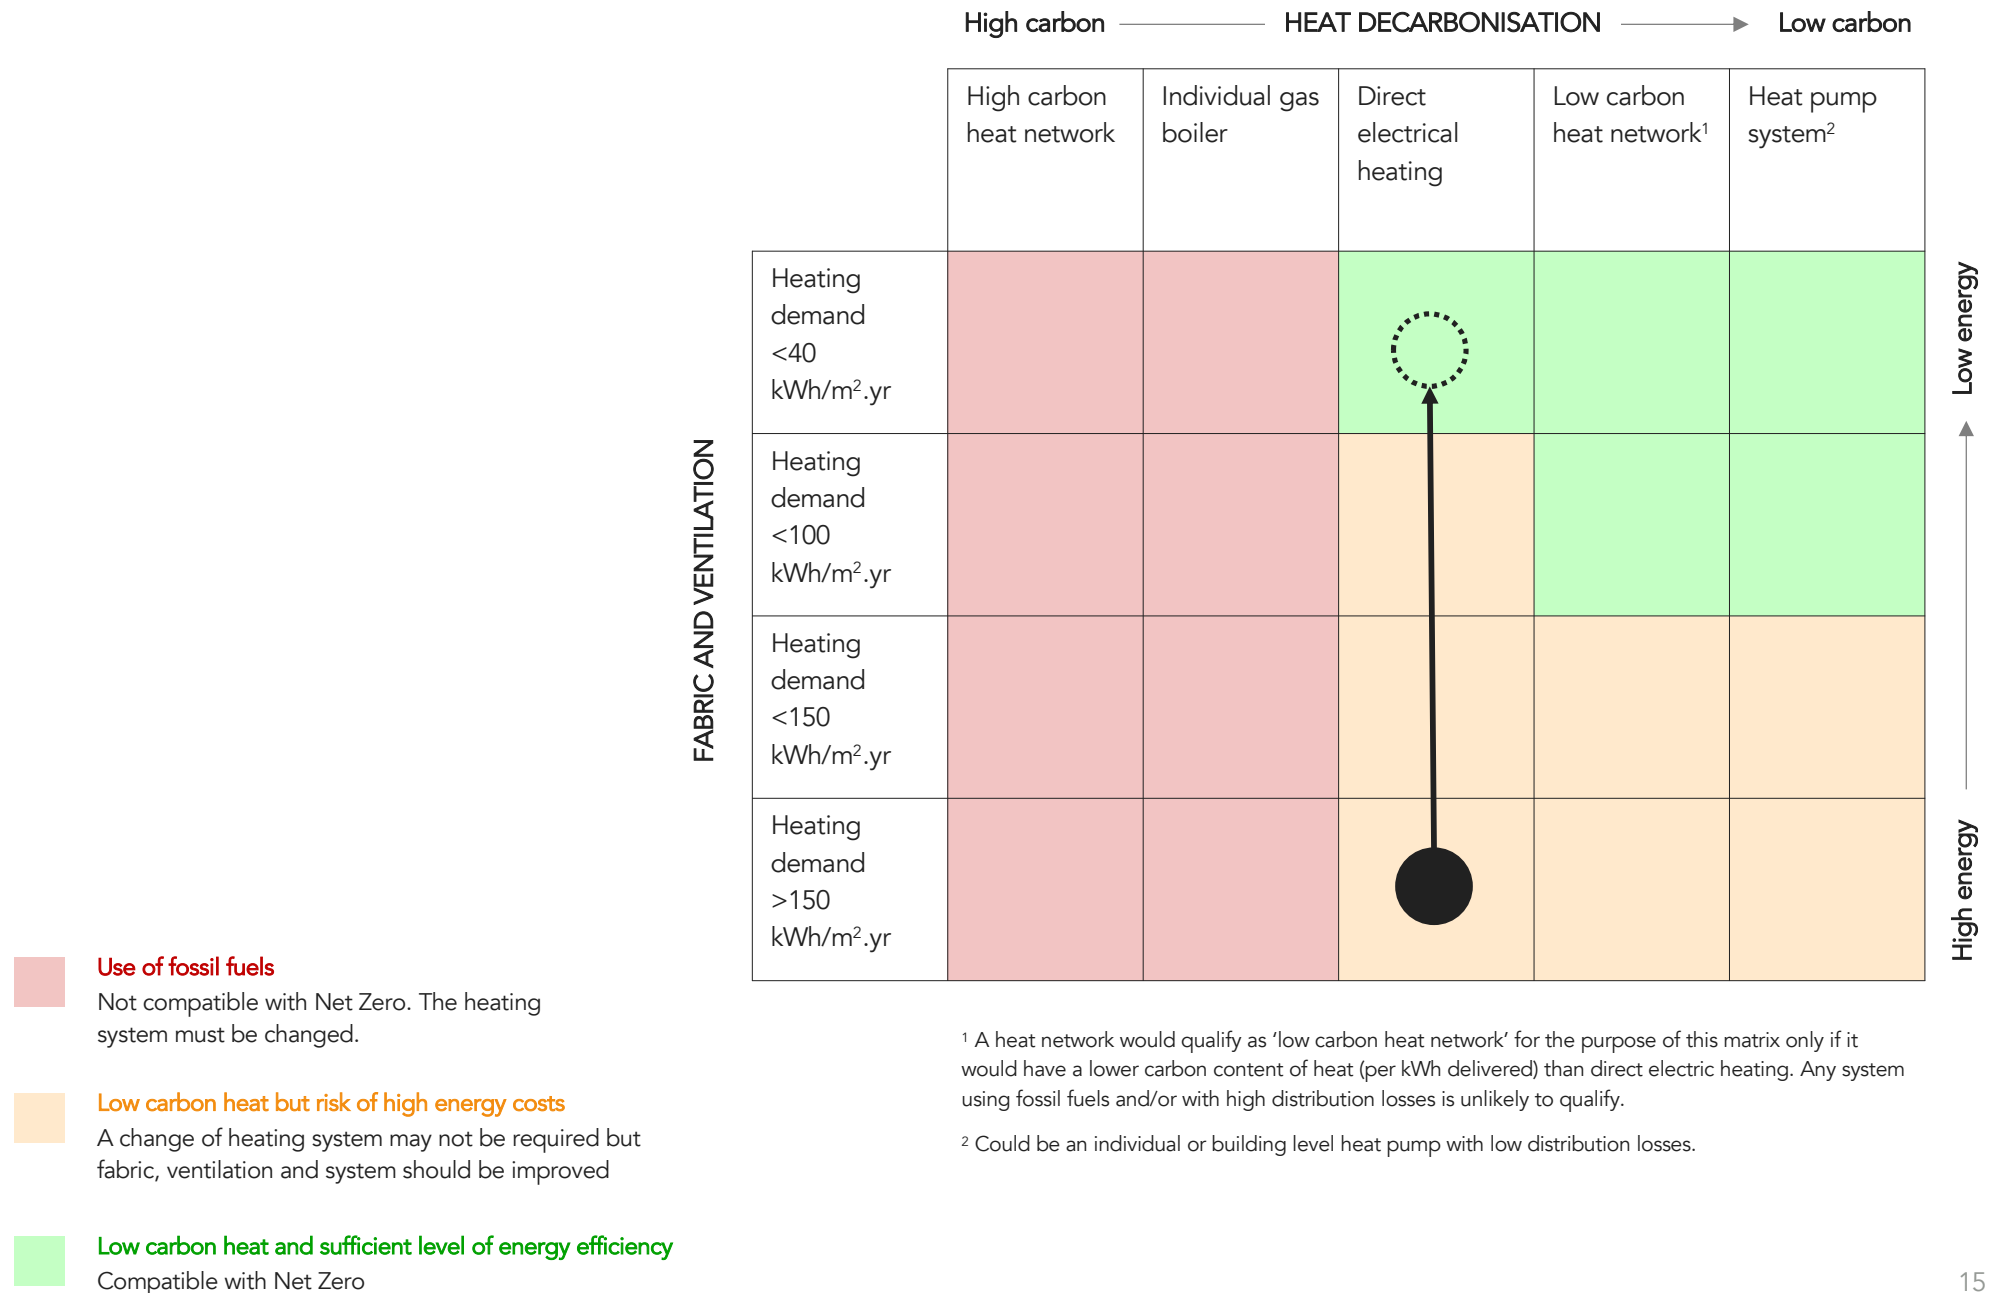 High carbon HEAT DECARBONISATION Low carbon
High carbon
heat network
Individual gas
boiler
Direct
electrical
heating
Low carbon
heat network¹
Heat pump
system²
FABRIC AND VENTILATION
Heating
demand
<40
kWh/m².yr
Heating
demand
<100
kWh/m².yr
Heating
demand
<150
kWh/m².yr
Heating
demand
>150
kWh/m².yr
Low energy
High energy
Use of fossil fuels
Not compatible with Net Zero. The heating
system must be changed.
Low carbon heat but risk of high energy costs
A change of heating system may not be required but
fabric, ventilation and system should be improved
Low carbon heat and sufficient level of energy efficiency
Compatible with Net Zero
¹ A heat network would qualify as ‘low carbon heat network’ for the purpose of this matrix only if it
would have a lower carbon content of heat (per kWh delivered) than direct electric heating. Any system
using fossil fuels and/or with high distribution losses is unlikely to qualify.
² Could be an individual or building level heat pump with low distribution losses.
15